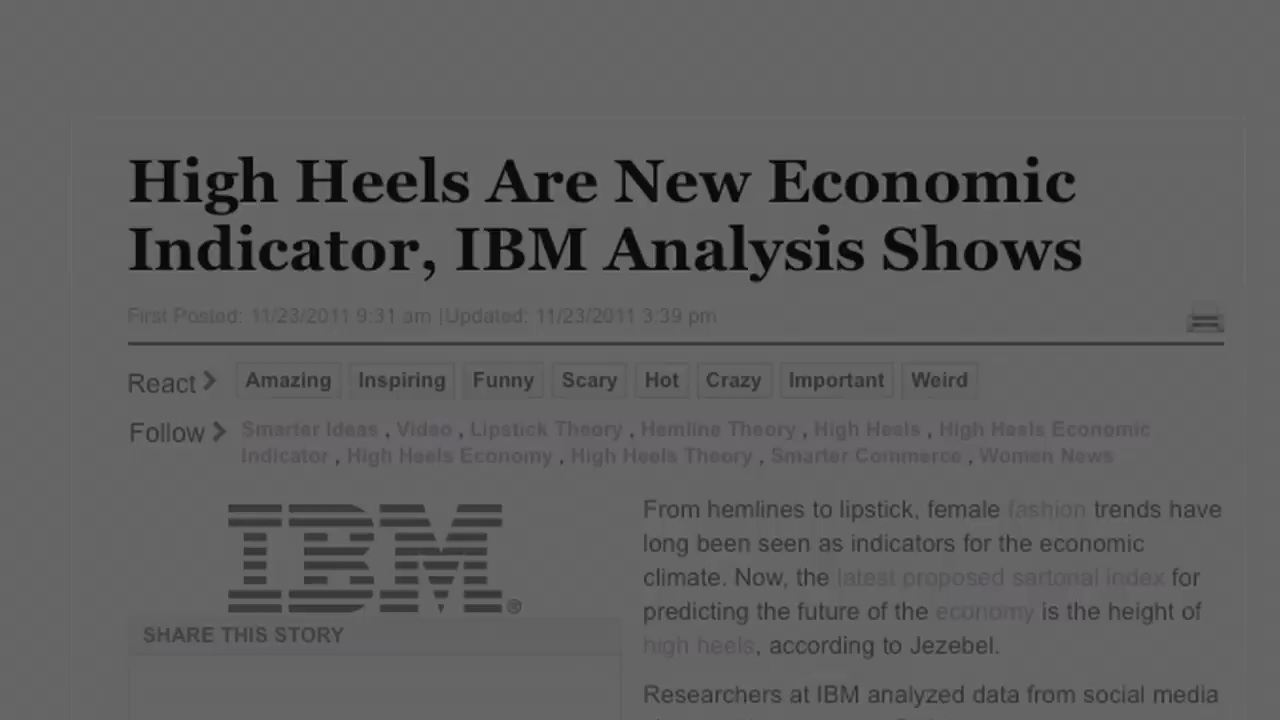 High Heels Are New Economic
Indicator, IBM Analysis Shows
First Posted: 11/23/2011 9:31 am |Updated: 11/23/2011 3:39 pm
React Amazing Inspiring Funny Scary Hot Crazy Important Weird
Follow Smarter Ideas , Video , Lipstick Theory , Hemline Theory , High Heels , High Heels Economic
Indicator , High Heels Economy , High Heels Theory , Smarter Commerce , Women News
IBM®
SHARE THIS STORY
From hemlines to lipstick, female fashion trends have
long been seen as indicators for the economic
climate. Now, the latest proposed sartorial index for
predicting the future of the economy is the height of
high heels, according to Jezebel.
Researchers at IBM analyzed data from social media